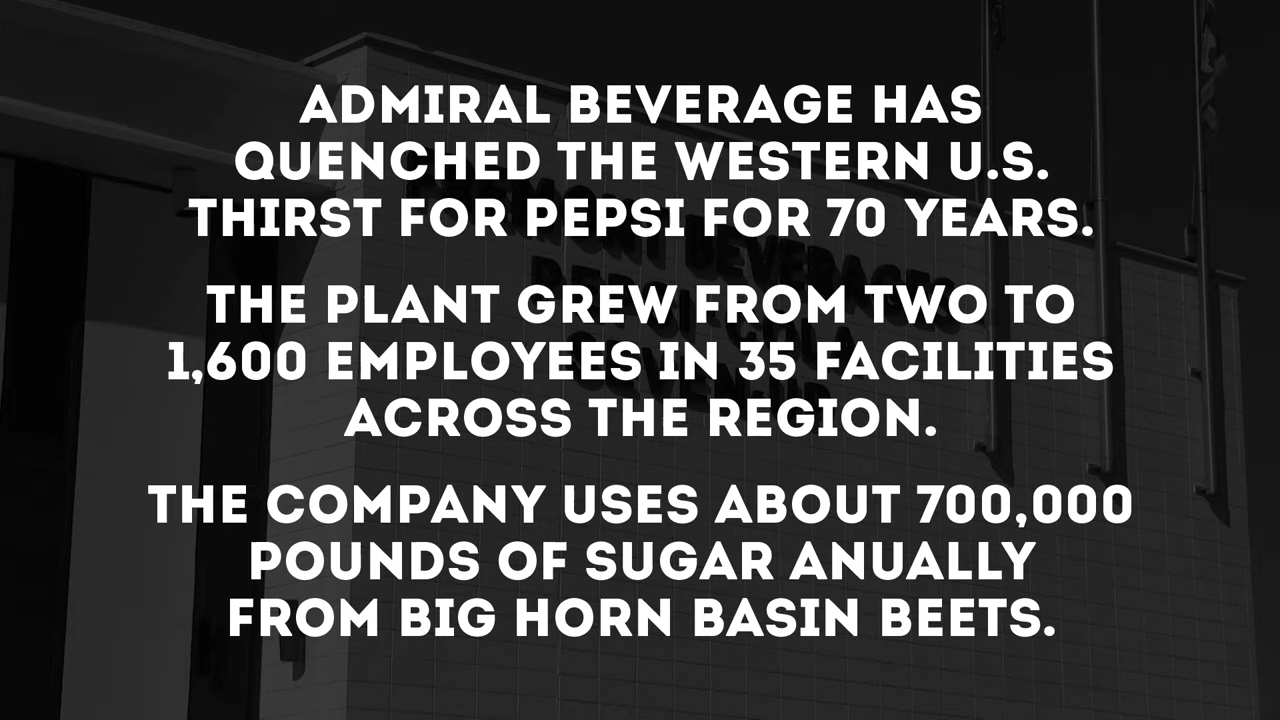 ADMIRAL BEVERAGE HAS
QUENCHED THE WESTERN U.S.
THIRST FOR PEPSI FOR 70 YEARS.
THE PLANT GREW FROM TWO TO
1,600 EMPLOYEES IN 35 FACILITIES
ACROSS THE REGION.
THE COMPANY USES ABOUT 700,000
POUNDS OF SUGAR ANUALLY
FROM BIG HORN BASIN BEETS.